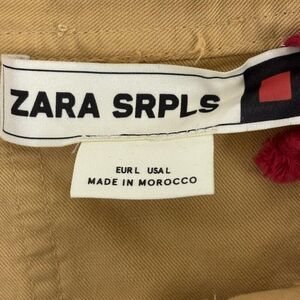 ZARA SRPLS
EUR L USA L
MADE IN MOROCCO